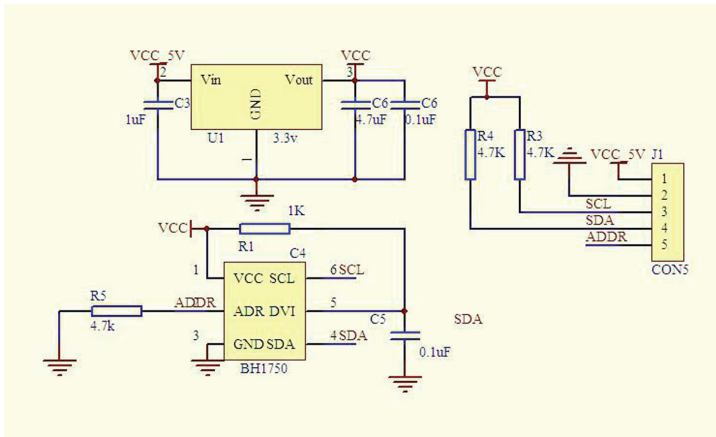 VCC_5V
VCC
2
3
Vin
Vout
GND
C3
1uF
C6
4.7uF
C6
0.1uF
U1
1
3.3v
VCC
R4
4.7K
R3
4.7K
VCC_5V
J1
1
2
SCL
3
SDA
4
ADDR
5
CON5
VCC
1K
R1
C4
1
VCC SCL
6
SCL
R5
ADDR
ADR DVI
5
4.7k
C5
SDA
3
GND SDA
4
SDA
0.1uF
BH1750